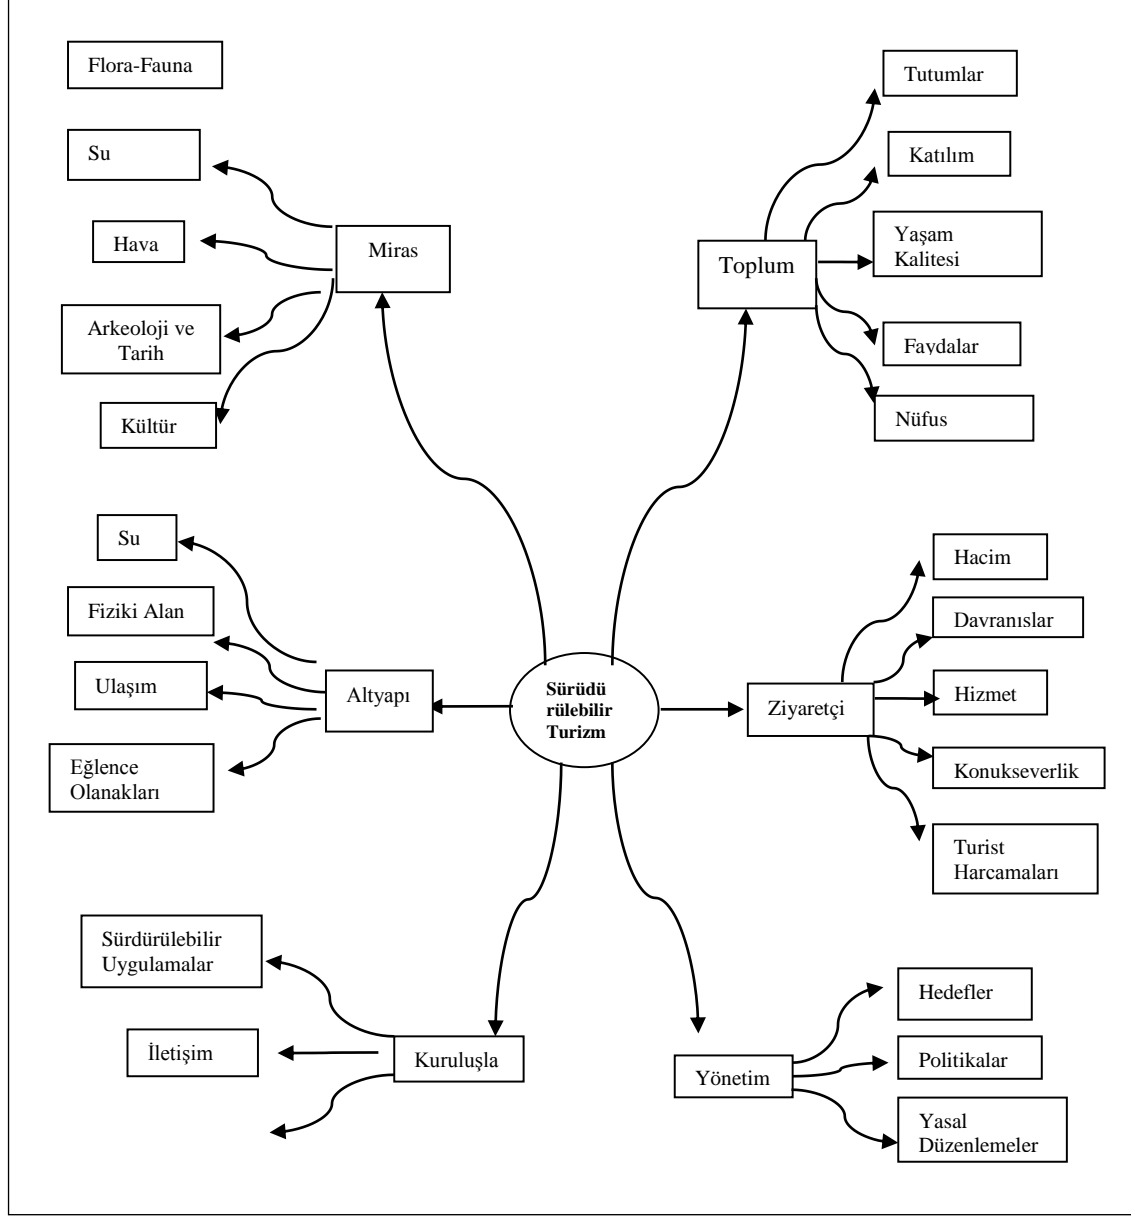 Flora-Fauna
Su
Hava
Miras
Arkeoloji ve
Tarih
Kültür
Tutumlar
Katılım
Yaşam
Kalitesi
Toplum
Faydalar
Nüfus
Su
Fiziki Alan
Ulaşım
Altyapı
Eğlence
Olanakları
Sürüdü
rülebilir
Turizm
Hacim
Davranıslar
Hizmet
Ziyaretçi
Konukseverlik
Turist
Harcamaları
Sürdürülebilir
Uygulamalar
İletişim
Kuruluşla
Hedefler
Politikalar
Yönetim
Yasal
Düzenlemeler